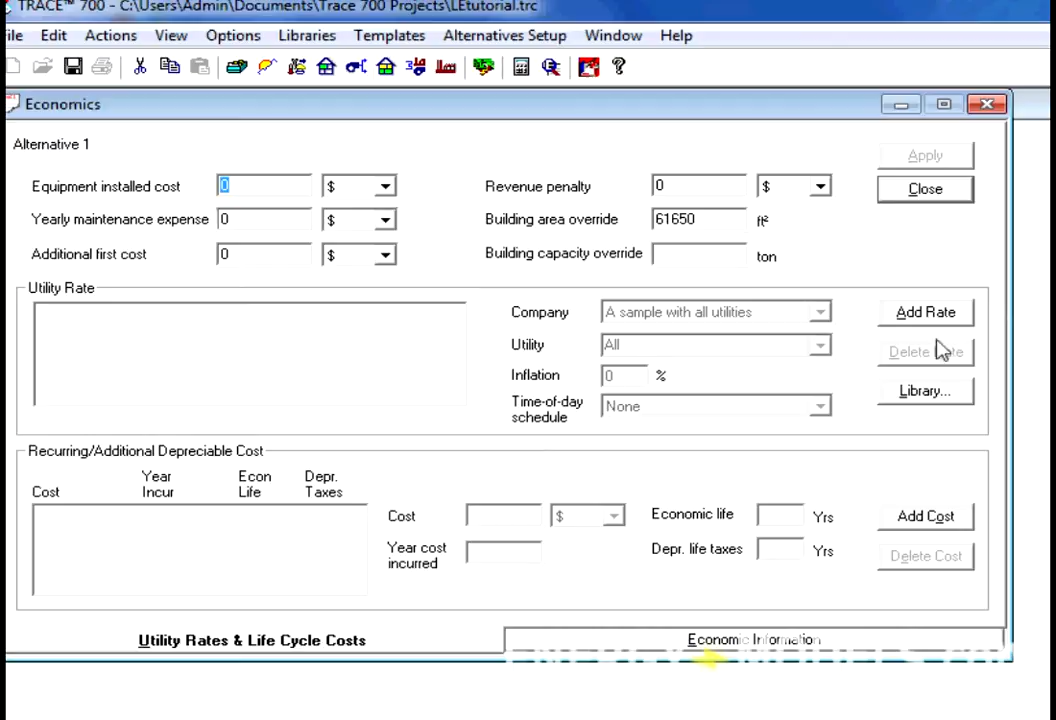 TRACE™ 700 - C:\Users\Admin\Documents\Trace 700 Projects\LEtutorial.trc
File Edit Actions View Options Libraries Templates Alternatives Setup Window Help
Economics
Alternative 1
Apply
Equipment installed cost 0 $ Revenue penalty 0 $ Close
Yearly maintenance expense 0 $ Building area override 61650 ft²
Additional first cost 0 $ Building capacity override ton
Utility Rate
Company A sample with all utilities Add Rate
Utility All Delete Rate
Inflation 0 %
Library...
Time-of-day schedule None
Recurring/Additional Depreciable Cost
Cost Year Incur Econ Life Depr. Taxes
Cost $ Economic life Yrs Add Cost
Year cost incurred Depr. life taxes Yrs Delete Cost
Utility Rates & Life Cycle Costs Economic Information